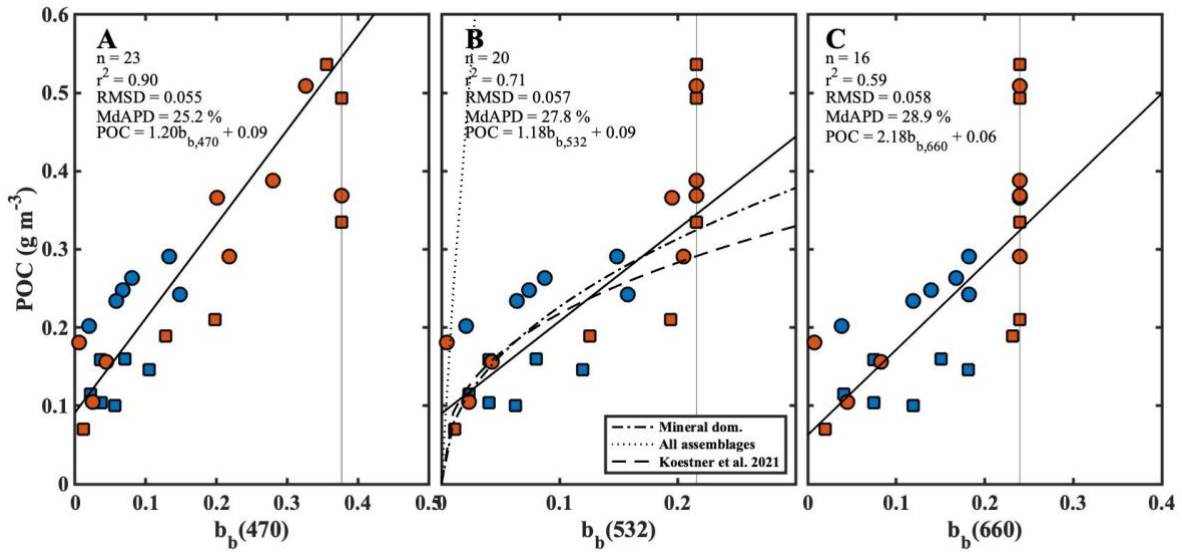 A
n = 23
r² = 0.90
RMSD = 0.055
MdAPD = 25.2 %
POC = 1.20b_b,470 + 0.09
B
n = 20
r² = 0.71
RMSD = 0.057
MdAPD = 27.8 %
POC = 1.18b_b,532 + 0.09
C
n = 16
r² = 0.59
RMSD = 0.058
MdAPD = 28.9 %
POC = 2.18b_b,660 + 0.06
POC (g m⁻³)
0.6
0.5
0.4
0.3
0.2
0.1
0
Mineral dom.
All assemblages
Koestner et al. 2021
0 0.1 0.2 0.3 0.4 0.5
0 0.1 0.2
0 0.1 0.2 0.3 0.4
b_b(470)
b_b(532)
b_b(660)